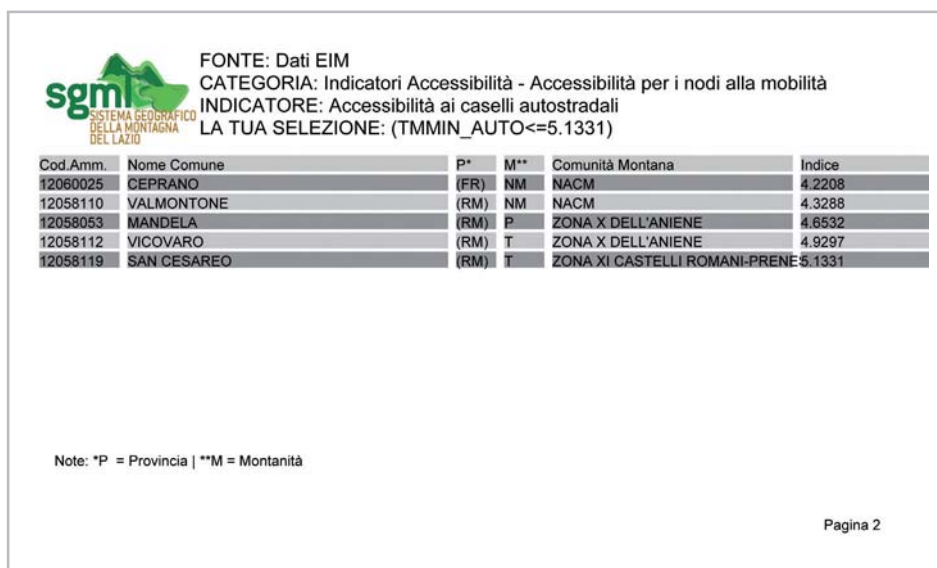 sgml
SISTEMA GEOGRAFICO
DELLA MONTAGNA
DEL LAZIO
FONTE: Dati EIM
CATEGORIA: Indicatori Accessibilità - Accessibilità per i nodi alla mobilità
INDICATORE: Accessibilità ai caselli autostradali
LA TUA SELEZIONE: (TMMIN_AUTO<=5.1331)
Cod.Amm. Nome Comune P* M** Comunità Montana Indice
12060025 CEPRANO (FR) NM NACM 4.2208
12058110 VALMONTONE (RM) NM NACM 4.3288
12058053 MANDELA (RM) P ZONA X DELL'ANIENE 4.6532
12058112 VICOVARO (RM) T ZONA X DELL'ANIENE 4.9297
12058119 SAN CESAREO (RM) T ZONA XI CASTELLI ROMANI-PRENE 5.1331
Note: *P = Provincia | **M = Montanità
Pagina 2